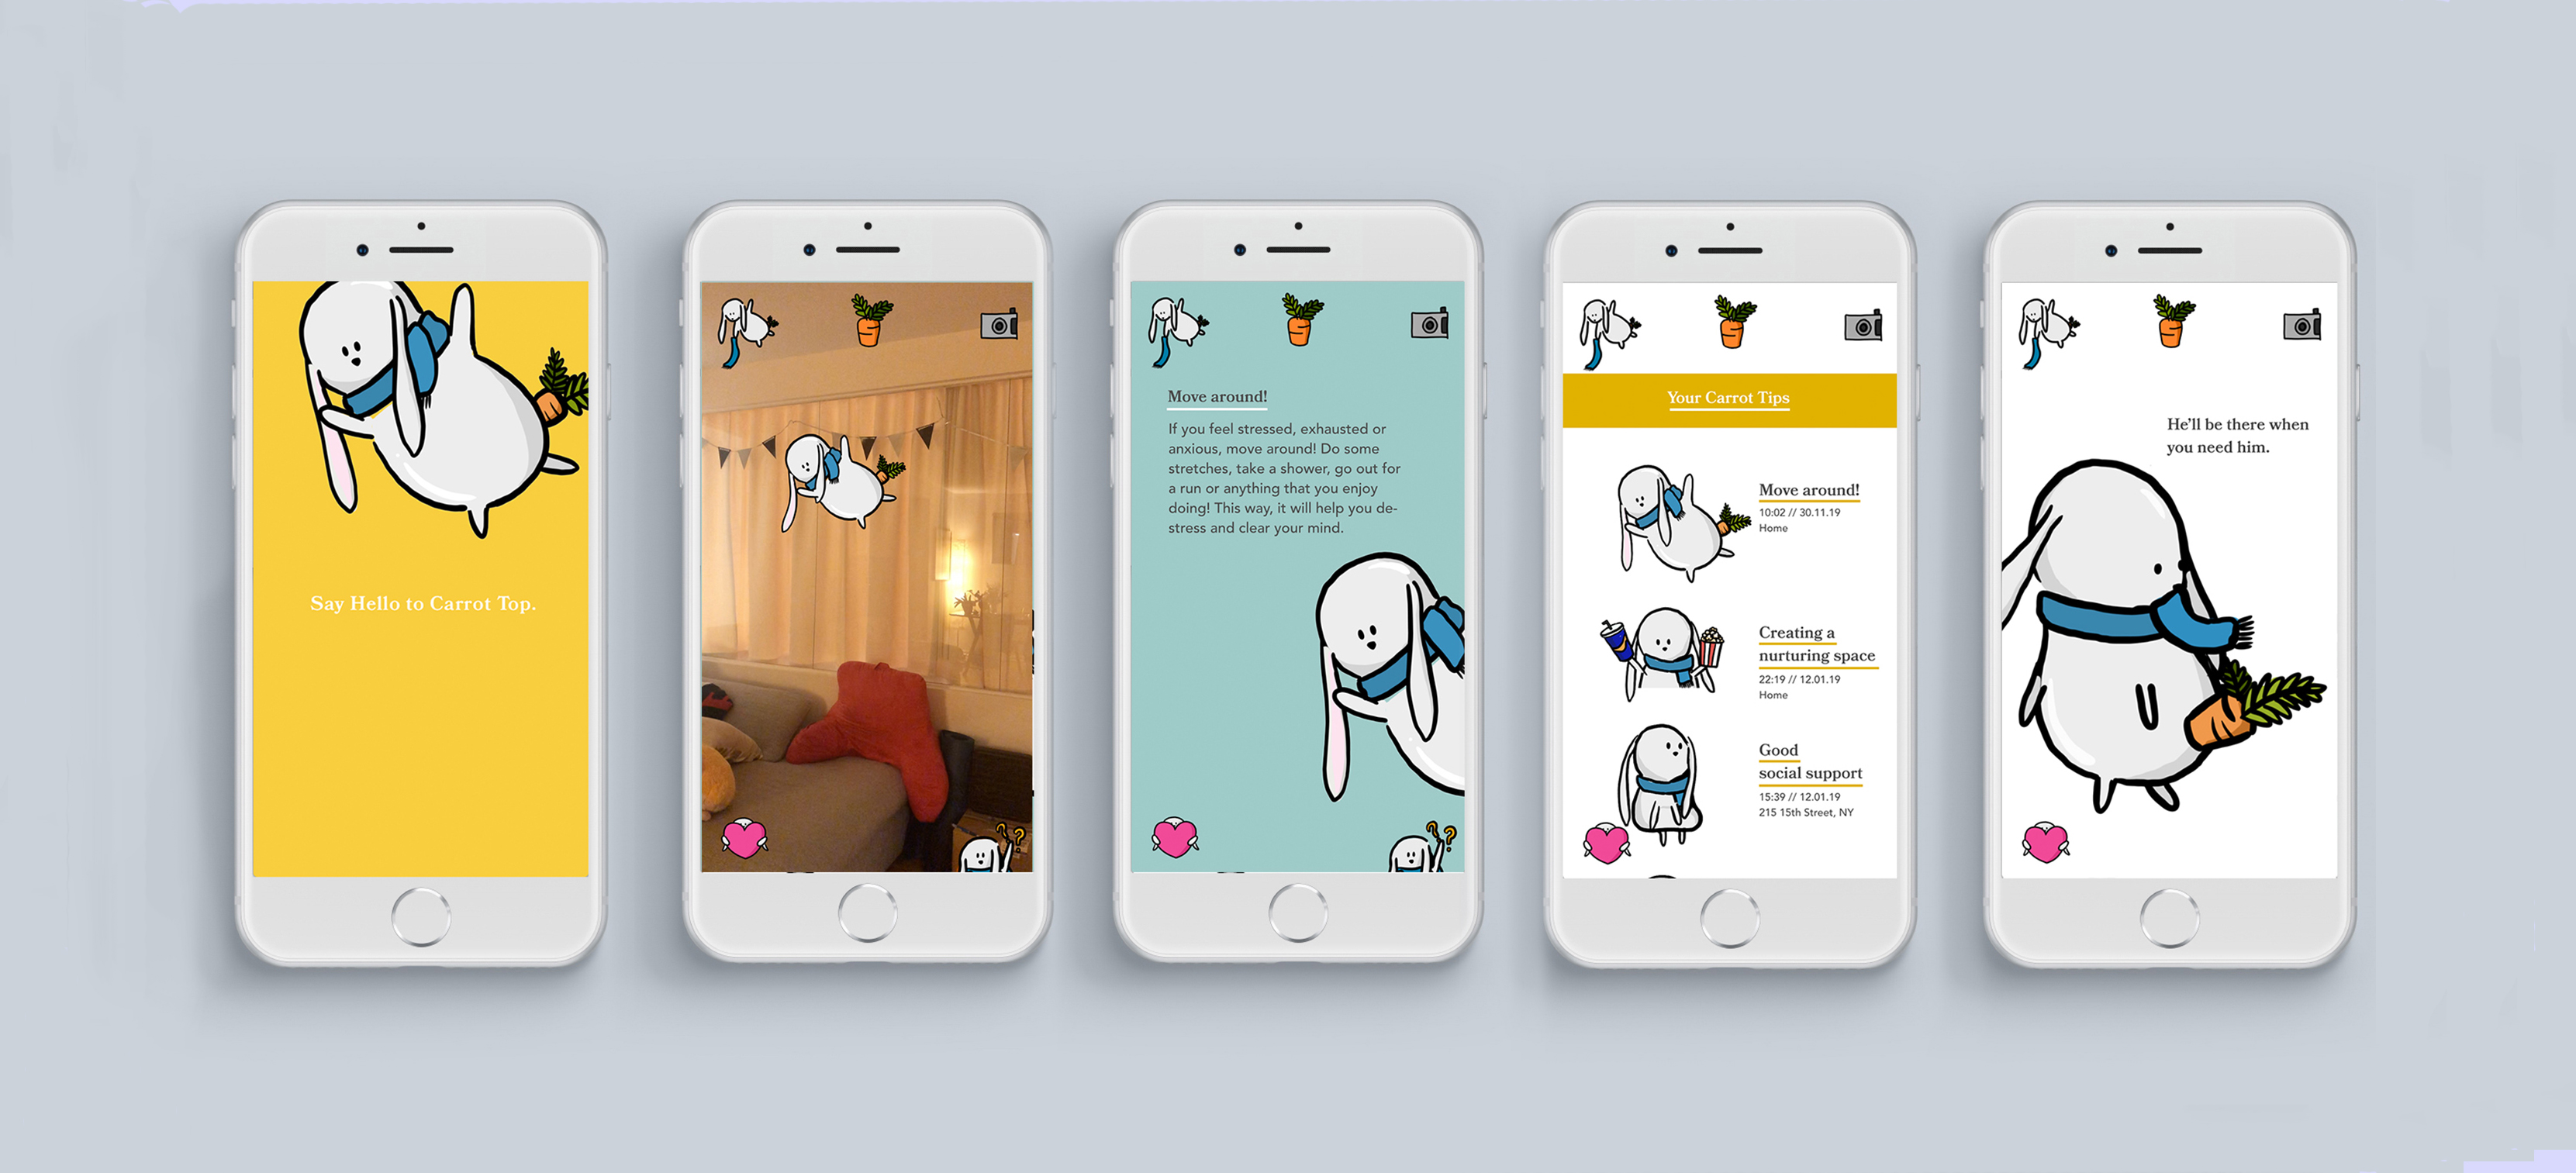 Say Hello to Carrot Top.
Move around!
If you feel stressed, exhausted or
anxious, move around! Do some
stretches, take a shower, go out for
a run or anything that you enjoy
doing! This way, it will help you de-
stress and clear your mind.
Your Carrot Tips
Move around!
10:02 // 30.11.19
Home
Creating a
nurturing space
22:19 // 12.01.19
Home
Good
social support
15:39 // 12.01.19
215 15th Street, NY
He’ll be there when
you need him.
??